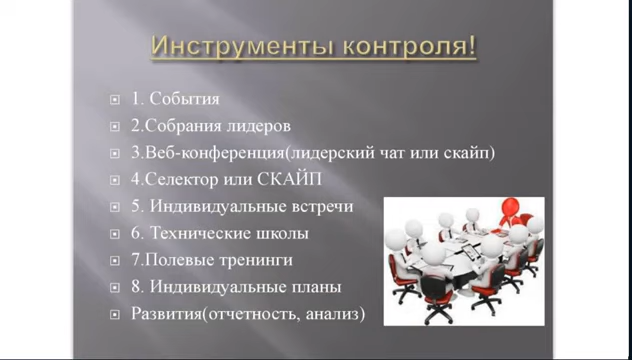 Инструменты контроля!
1. События
2.Собрания лидеров
3.Веб-конференция(лидерский чат или скайп)
4.Селектор или СКАЙП
5. Индивидуальные встречи
6. Технические школы
7.Полевые тренинги
8. Индивидуальные планы
Развития(отчетность, анализ)